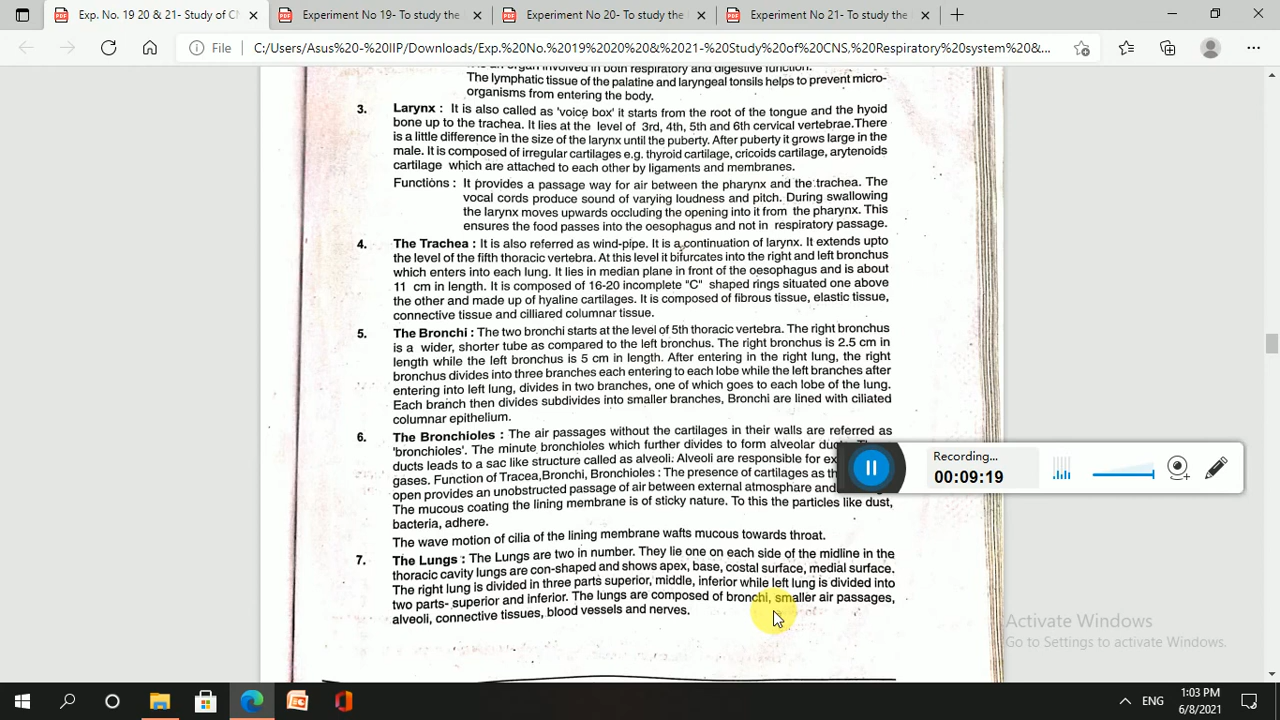 Exp. No. 19 20 & 21- Study of C
Experiment No 19- To study the
Experiment No 20- To study the
Experiment No 21- To study the
File
C:/Users/Asus%20-%20IIP/Downloads/Exp.%20No.%2019%2020%20&%2021-%20Study%20of%20CNS.%20Respiratory%20system%20&...
organ involved in both respiratory and digestive function.
The lymphatic tissue of the palatine and laryngeal tonsils helps to prevent micro-
organisms from entering the body.
3. Larynx : It is also called as 'voice box' it starts from the root of the tongue and the hyoid
bone up to the trachea. It lies at the level of 3rd, 4th, 5th and 6th cervical vertebrae.There
is a little difference in the size of the larynx until the puberty. After puberty it grows large in the
male. It is composed of irregular cartilages e.g. thyroid cartilage, cricoids cartilage, arytenoids
cartilage which are attached to each other by ligaments and membranes.
Functions : It provides a passage way for air between the pharynx and the trachea. The
vocal cords produce sound of varying loudness and pitch. During swallowing
the larynx moves upwards occluding the opening into it from the pharynx. This
ensures the food passes into the oesophagus and not in respiratory passage.
4. The Trachea : It is also referred as wind-pipe. It is a continuation of larynx. It extends upto
the level of the fifth thoracic vertebra. At this level it bifurcates into the right and left bronchus
which enters into each lung. It lies in median plane in front of the oesophagus and is about
11 cm in length. It is composed of 16-20 incomplete "C" shaped rings situated one above
the other and made up of hyaline cartilages. It is composed of fibrous tissue, elastic tissue,
connective tissue and cilliared columnar tissue.
5. The Bronchi : The two bronchi starts at the level of 5th thoracic vertebra. The right bronchus
is a wider, shorter tube as compared to the left bronchus. The right bronchus is 2.5 cm in
length while the left bronchus is 5 cm in length. After entering in the right lung, the right
bronchus divides into three branches each entering to each lobe while the left branches after
entering into left lung, divides in two branches, one of which goes to each lobe of the lung.
Each branch then divides subdivides into smaller branches, Bronchi are lined with ciliated
columnar epithelium.
6. The Bronchioles : The air passages without the cartilages in their walls are referred as
'bronchioles'. The minute bronchioles which further divides to form alveolar
ducts leads to a sac like structure called as alveoli. Alveoli are responsible for
gases. Function of Tracea,Bronchi, Bronchioles : The presence of cartilages as
open provides an unobstructed passage of air between external atmosphere and
The mucous coating the lining membrane is of sticky nature. To this the particles like dust,
bacteria, adhere.
The wave motion of cilia of the lining membrane wafts mucous towards throat.
7. The Lungs : The Lungs are two in number. They lie one on each side of the midline in the
thoracic cavity lungs are con-shaped and shows apex, base, costal surface, medial surface.
The right lung is divided in three parts superior, middle, inferior while left lung is divided into
two parts- superior and inferior. The lungs are composed of bronchi, smaller air passages,
alveoli, connective tissues, blood vessels and nerves.
Recording...
00:09:19
Activate Windows
Go to Settings to activate Windows.
ENG
1:03 PM
6/8/2021